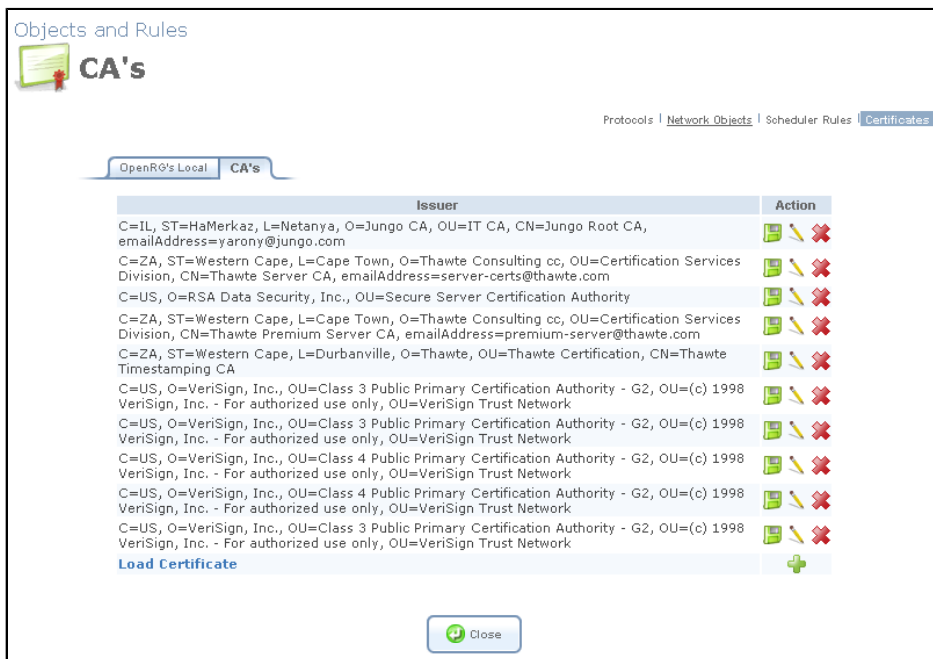 Objects and Rules
CA's
Protocols | Network Objects | Scheduler Rules | Certificates
OpenRG's Local CA's
Issuer Action
C=IL, ST=HaMerkaz, L=Netanya, O=Jungo CA, OU=IT CA, CN=Jungo Root CA,
emailAddress=yarony@jungo.com
C=ZA, ST=Western Cape, L=Cape Town, O=Thawte Consulting cc, OU=Certification Services
Division, CN=Thawte Server CA, emailAddress=server-certs@thawte.com
C=US, O=RSA Data Security, Inc., OU=Secure Server Certification Authority
C=ZA, ST=Western Cape, L=Cape Town, O=Thawte Consulting cc, OU=Certification Services
Division, CN=Thawte Premium Server CA, emailAddress=premium-server@thawte.com
C=ZA, ST=Western Cape, L=Durbanville, O=Thawte, OU=Thawte Certification, CN=Thawte
Timestamping CA
C=US, O=VeriSign, Inc., OU=Class 3 Public Primary Certification Authority - G2, OU=(c) 1998
VeriSign, Inc. - For authorized use only, OU=VeriSign Trust Network
C=US, O=VeriSign, Inc., OU=Class 3 Public Primary Certification Authority - G2, OU=(c) 1998
VeriSign, Inc. - For authorized use only, OU=VeriSign Trust Network
C=US, O=VeriSign, Inc., OU=Class 4 Public Primary Certification Authority - G2, OU=(c) 1998
VeriSign, Inc. - For authorized use only, OU=VeriSign Trust Network
C=US, O=VeriSign, Inc., OU=Class 4 Public Primary Certification Authority - G2, OU=(c) 1998
VeriSign, Inc. - For authorized use only, OU=VeriSign Trust Network
C=US, O=VeriSign, Inc., OU=Class 3 Public Primary Certification Authority - G2, OU=(c) 1998
VeriSign, Inc. - For authorized use only, OU=VeriSign Trust Network
Load Certificate
Close